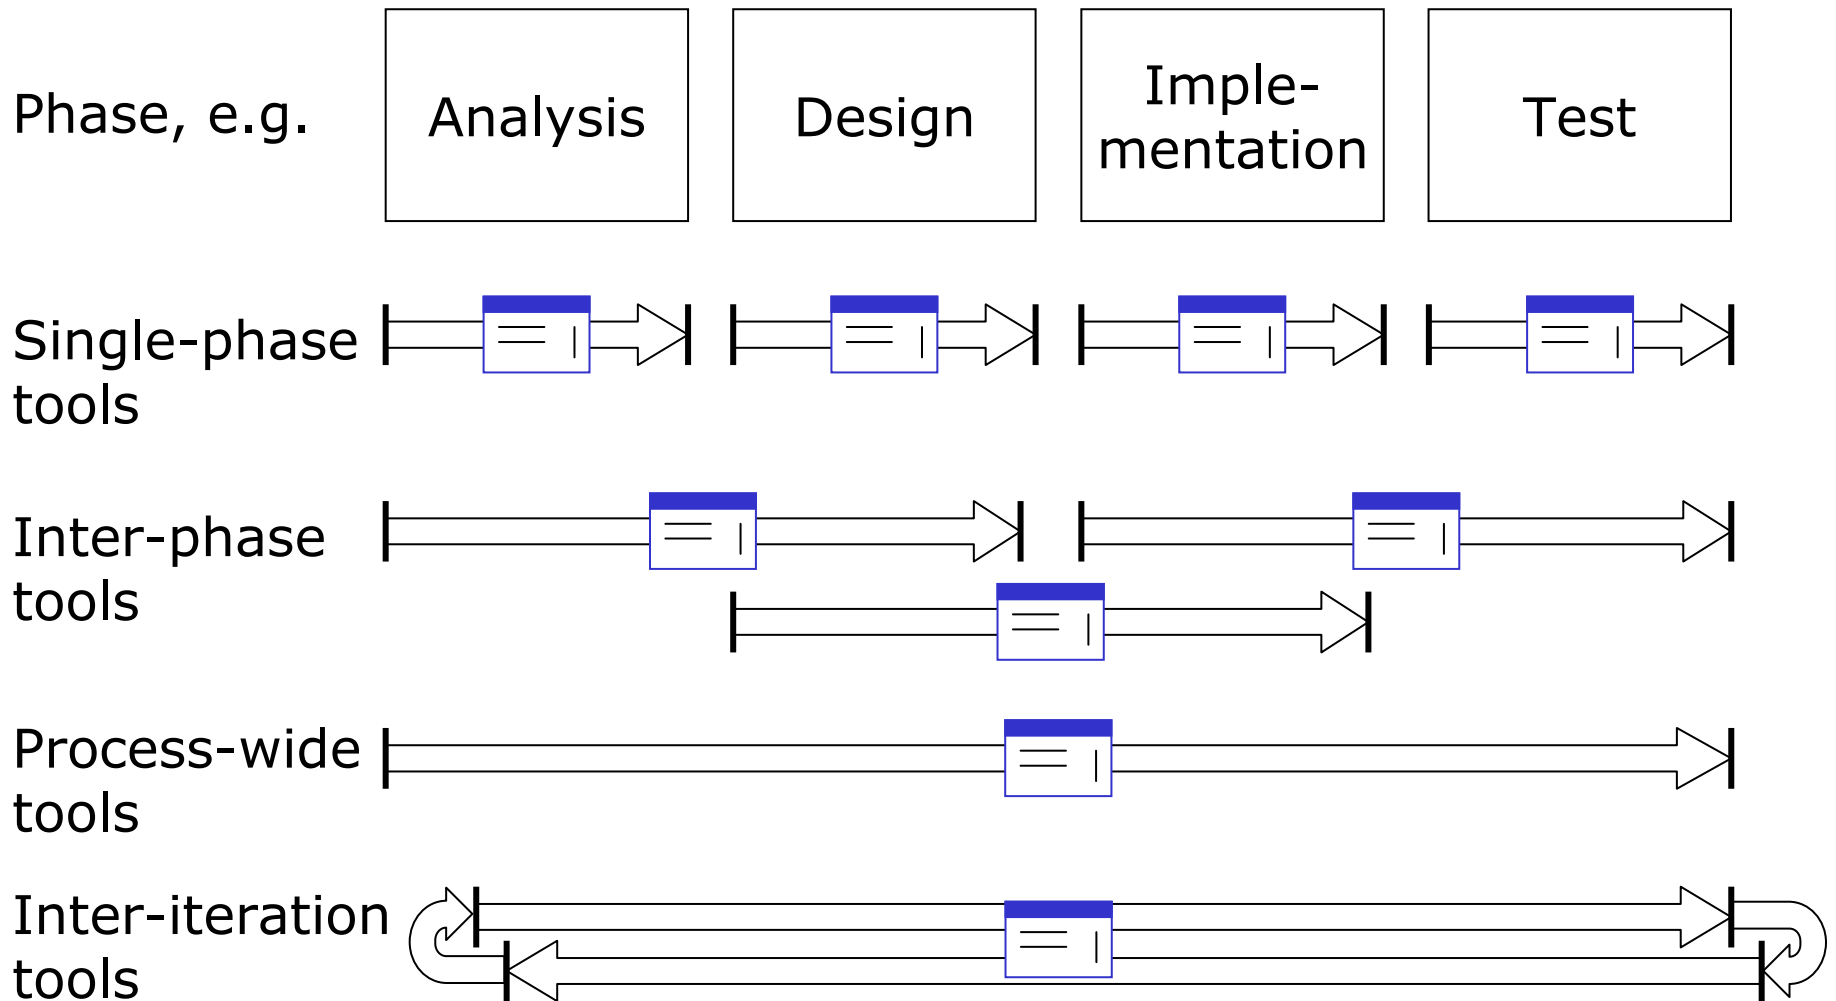 Phase, e.g.
Analysis
Design
Imple-
mentation
Test
Single-phase
tools
Inter-phase
tools
Process-wide
tools
Inter-iteration
tools